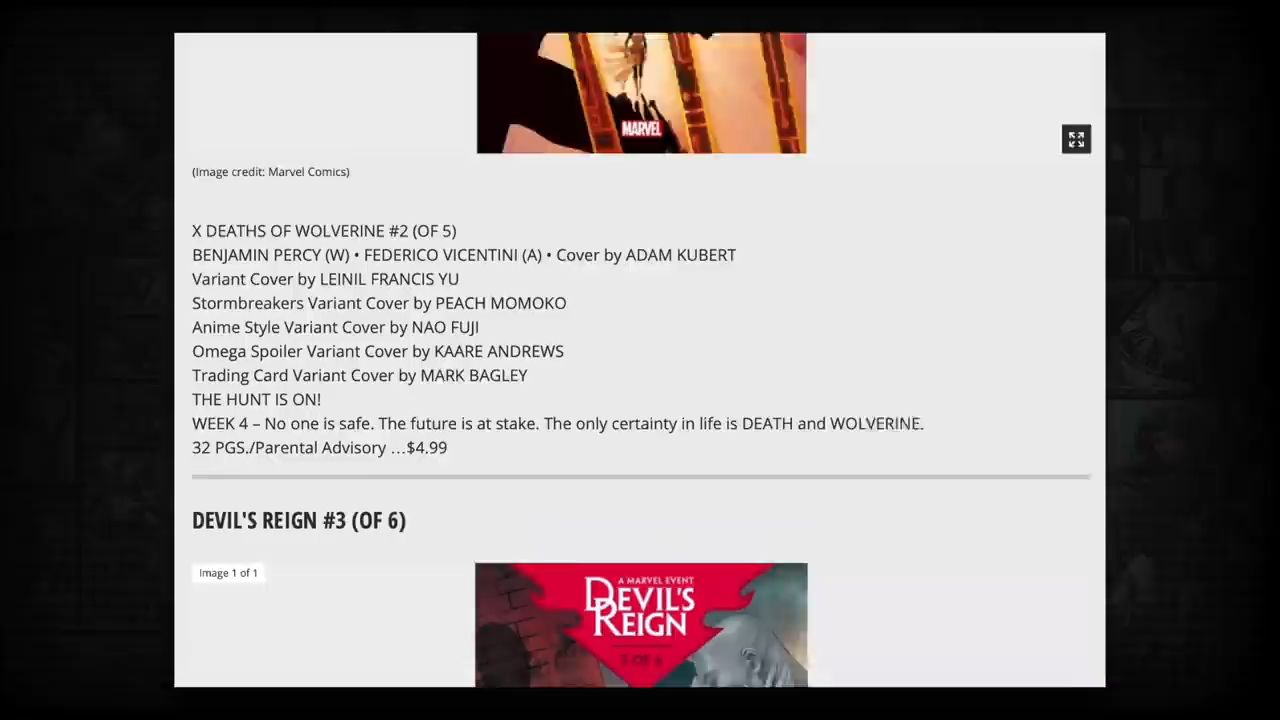 MARVEL
(Image credit: Marvel Comics)
X DEATHS OF WOLVERINE #2 (OF 5)
BENJAMIN PERCY (W) • FEDERICO VICENTINI (A) • Cover by ADAM KUBERT
Variant Cover by LEINIL FRANCIS YU
Stormbreakers Variant Cover by PEACH MOMOKO
Anime Style Variant Cover by NAO FUJI
Omega Spoiler Variant Cover by KAARE ANDREWS
Trading Card Variant Cover by MARK BAGLEY
THE HUNT IS ON!
WEEK 4 – No one is safe. The future is at stake. The only certainty in life is DEATH and WOLVERINE.
32 PGS./Parental Advisory …$4.99
DEVIL'S REIGN #3 (OF 6)
Image 1 of 1
A MARVEL EVENT
DEVIL'S
REIGN
3 OF 6